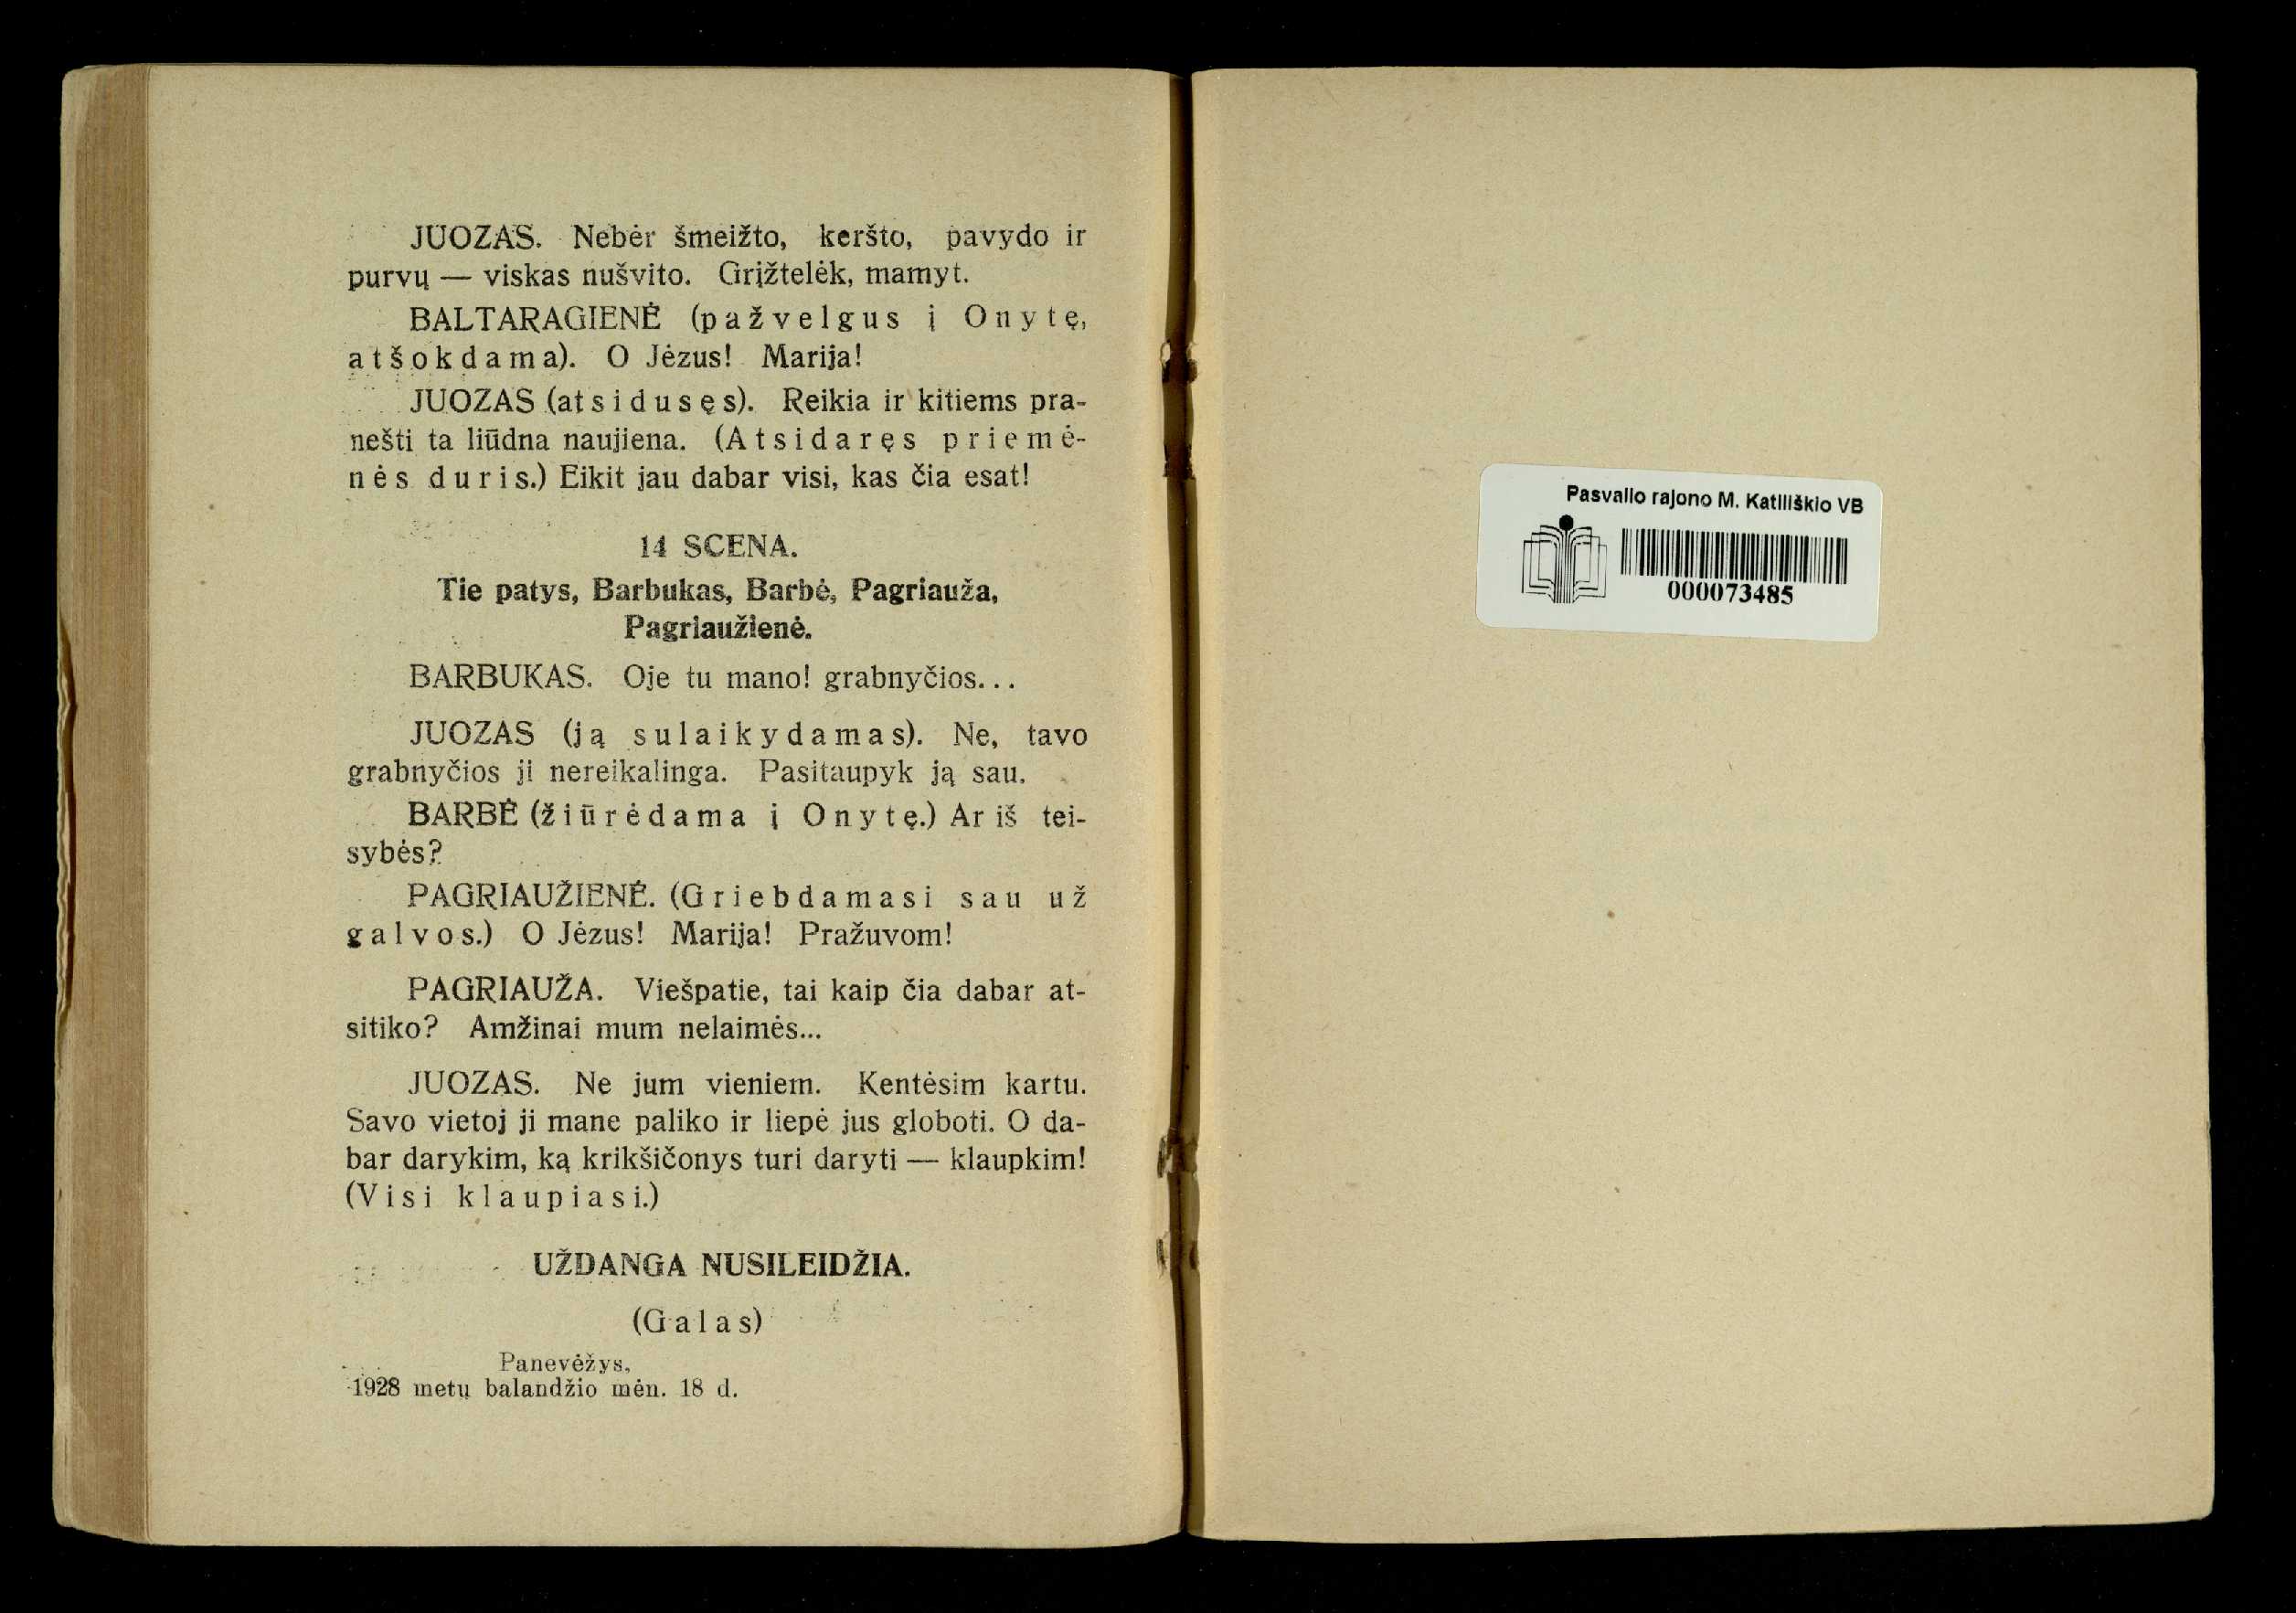 JUOZAS. Nebėr šmeižto, keršto, pavydo ir
purvų — viskas nušvito. Grįžtelėk, mamyt.
BALTARAGIENĖ (pažvelgus į Onytę,
atšokdama). O Jėzus! Marija!
JUOZAS (atsidusęs). Reikia ir kitiems pra-
nešti ta liūdna naujiena. (Atsidaręs priemė-
nės duris.) Eikit jau dabar visi, kas čia esat!
14 SCENA.
Tie patys, Barbukas, Barbė, Pagriauža,
Pagriaužienė.
BARBUKAS. Oje tu mano! grabnyčios...
JUOZAS (ją sulaikydamas). Ne, tavo
grabnyčios ji nereikalinga. Pasitaupyk ją sau.
BARBĖ (žiūrėdama į Onytę.) Ar iš tei-
sybės?
PAGRIAUŽIENĖ. (Griebdamasi sau už
galvos.) O Jėzus! Marija! Pražuvom!
PAGRIAUŽA. Viešpatie, tai kaip čia dabar at-
sitiko? Amžinai mum nelaimės...
JUOZAS. Ne jum vieniem. Kentėsim kartu.
Savo vietoj ji mane paliko ir liepė jus globoti. O da-
bar darykim, ką krikšičonys turi daryti — klaupkim!
(Visi klaupiasi.)
UŽDANGA NUSILEIDŽIA.
(Galas)
Panevėžys,
1928 metų balandžio mėn. 18 d.
Pasvalio rajono M. Katiliškio VB
000073485